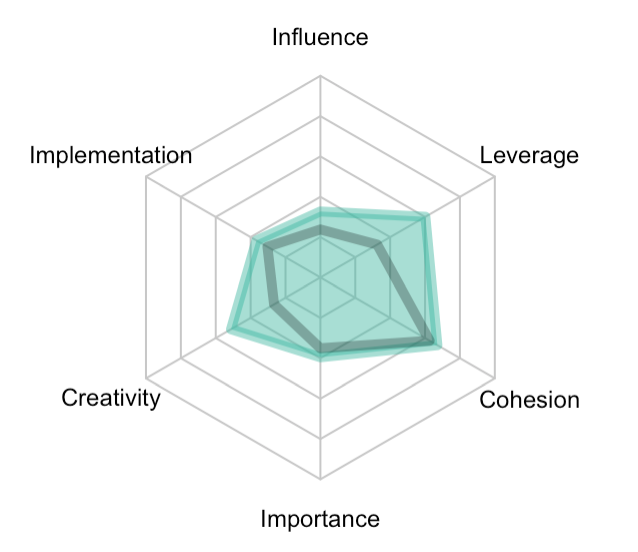 Influence
Implementation
Leverage
Creativity
Cohesion
Importance